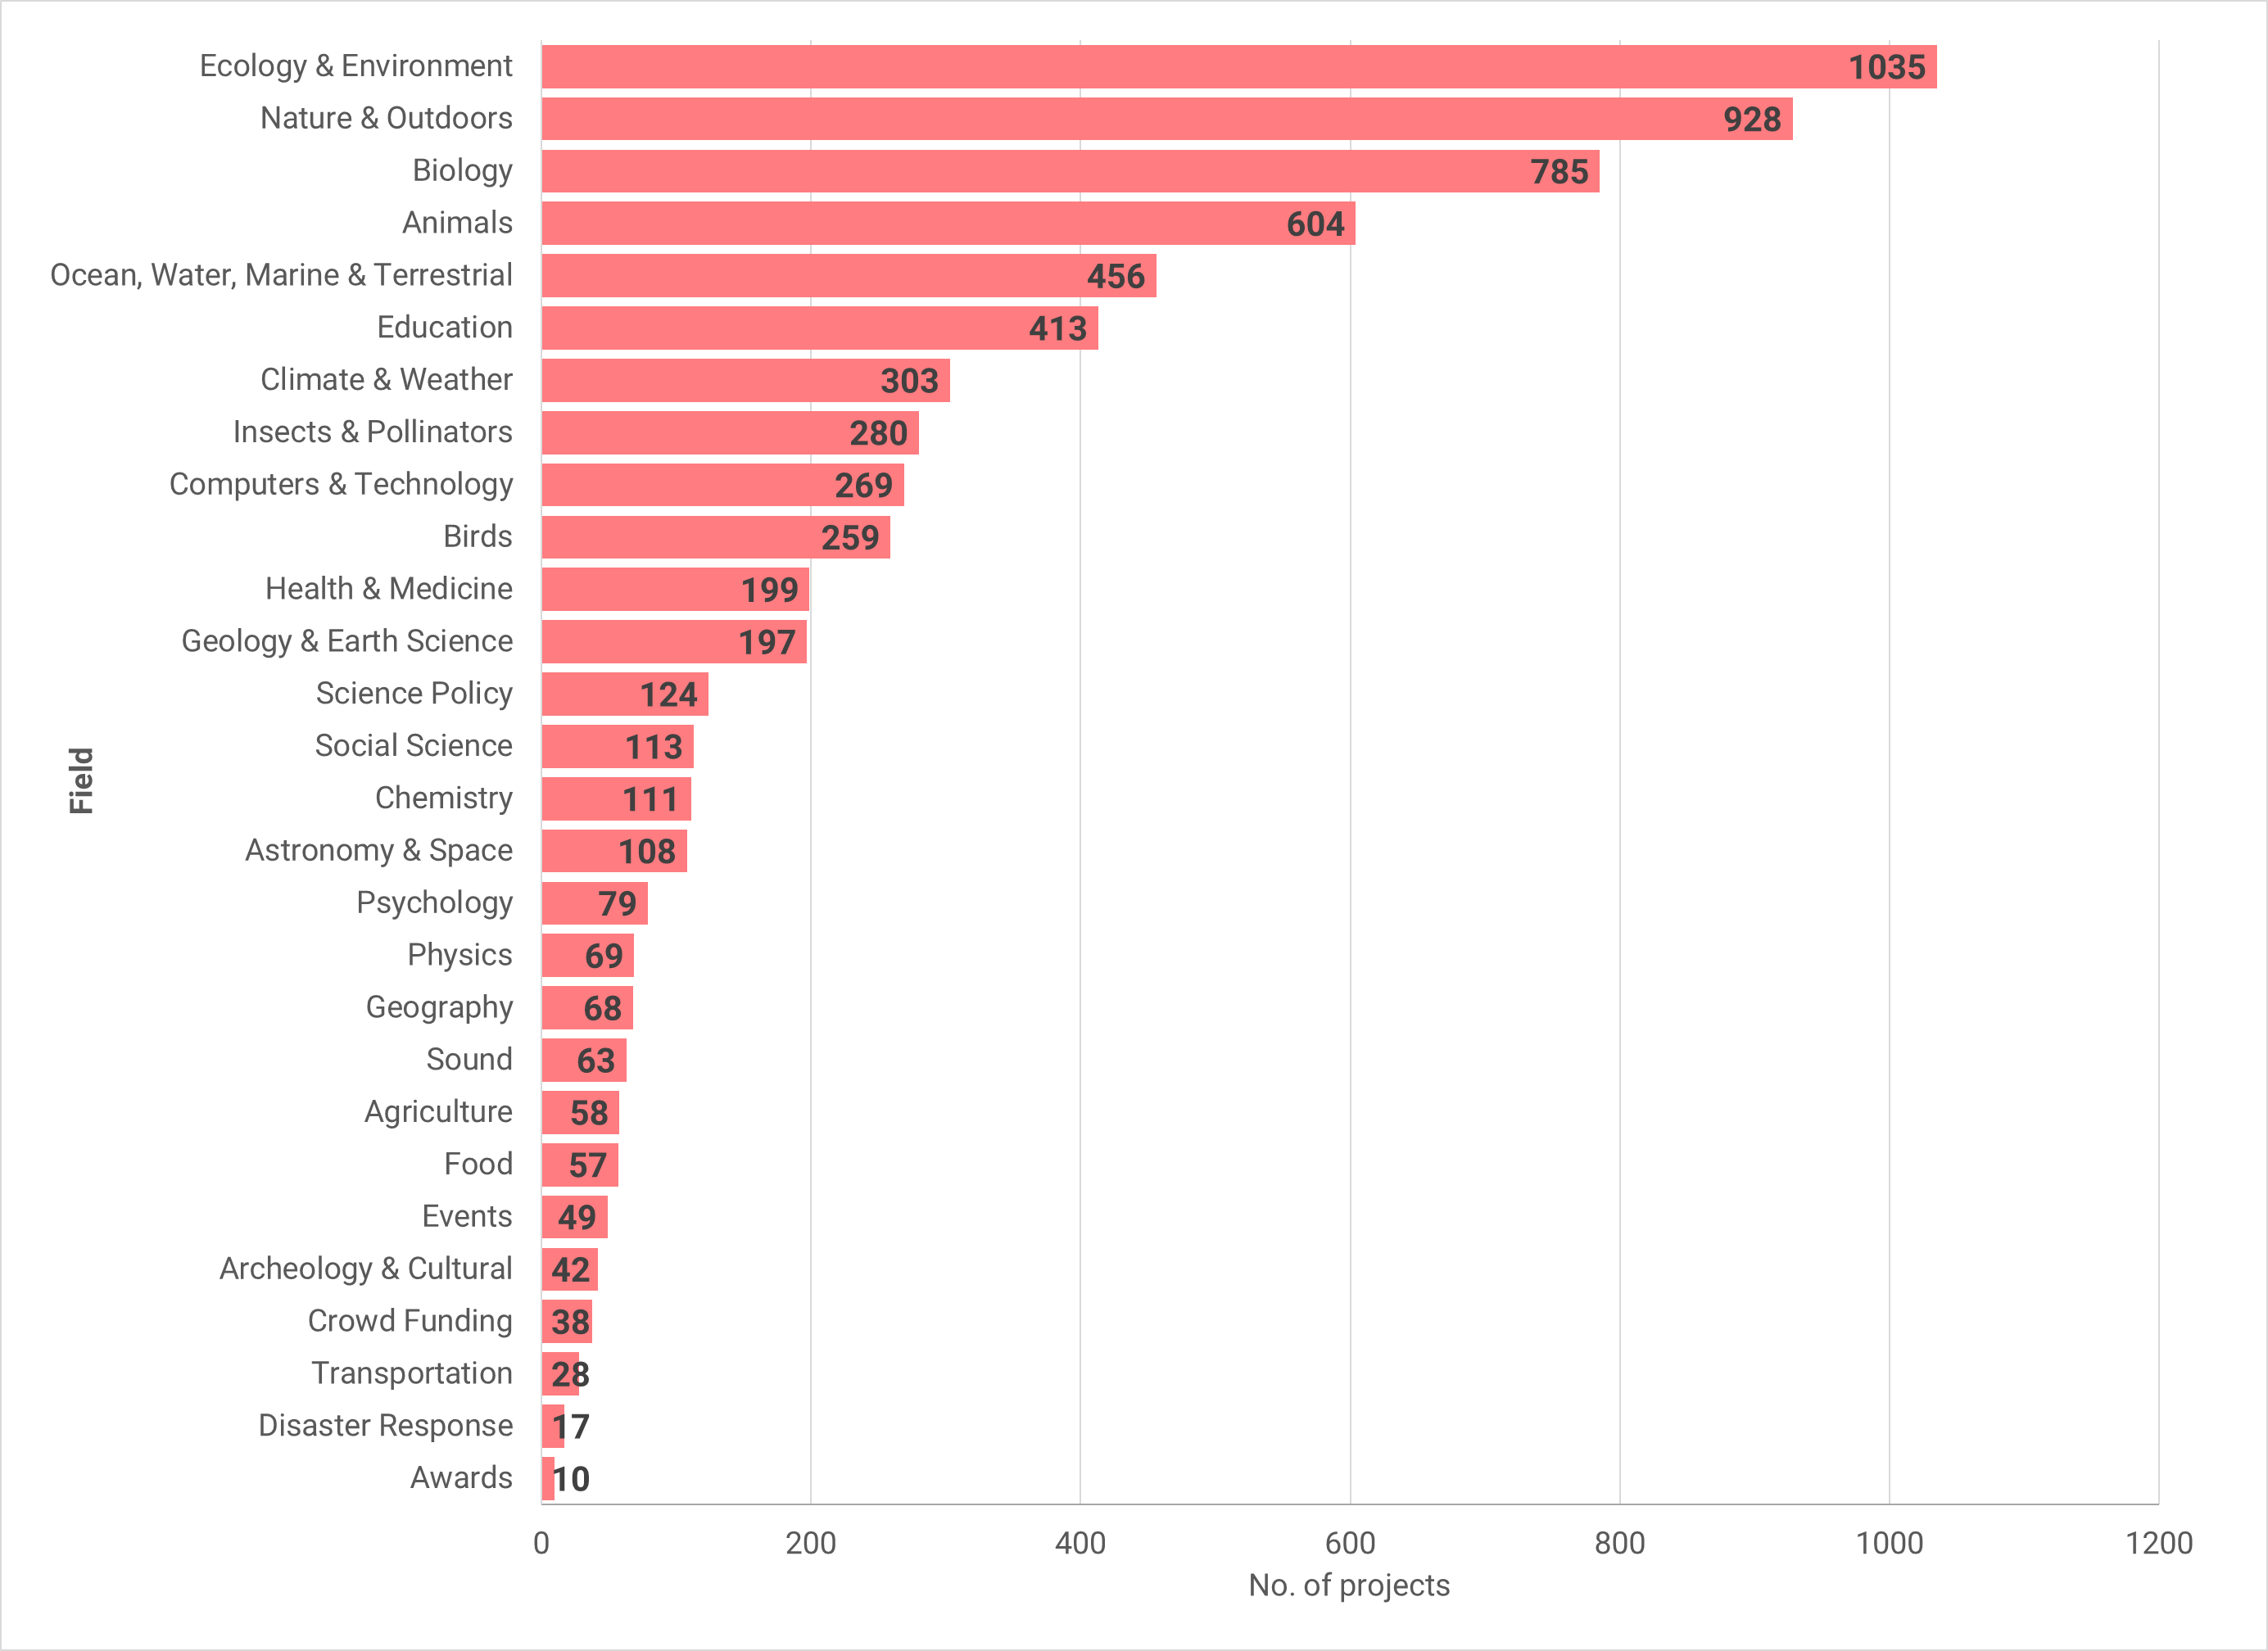 Ecology & Environment 1035
Nature & Outdoors 928
Biology 785
Animals 604
Ocean, Water, Marine & Terrestrial 456
Education 413
Climate & Weather 303
Insects & Pollinators 280
Computers & Technology 269
Birds 259
Health & Medicine 199
Geology & Earth Science 197
Science Policy 124
Social Science 113
Chemistry 111
Astronomy & Space 108
Psychology 79
Physics 69
Geography 68
Sound 63
Agriculture 58
Food 57
Events 49
Archeology & Cultural 42
Crowd Funding 38
Transportation 28
Disaster Response 17
Awards 10
Field
0 200 400 600 800 1000 1200
No. of projects